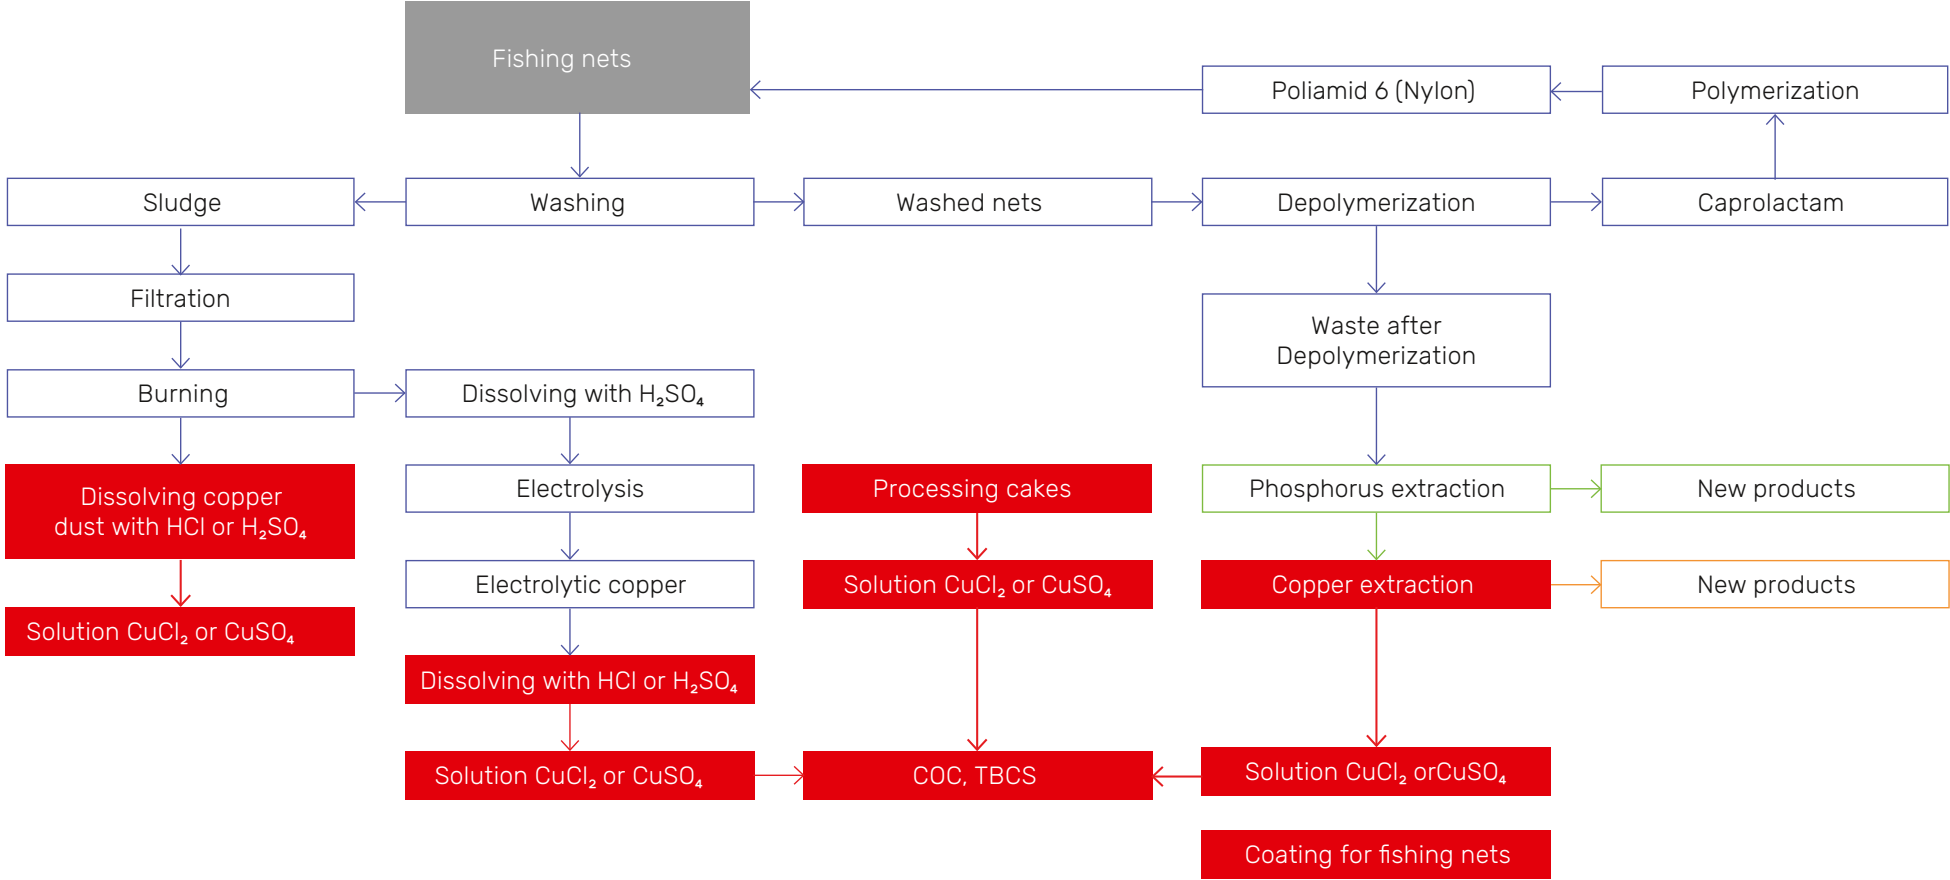 Fishing nets
Poliamid 6 (Nylon)
Polymerization
Sludge
Washing
Washed nets
Depolymerization
Caprolactam
Filtration
Waste after
Depolymerization
Burning
Dissolving with H₂SO₄
Dissolving copper
dust with HCl or H₂SO₄
Electrolysis
Processing cakes
Phosphorus extraction
New products
Electrolytic copper
Solution CuCl₂ or CuSO₄
Copper extraction
New products
Solution CuCl₂ or CuSO₄
Dissolving with HCl or H₂SO₄
Solution CuCl₂ or CuSO₄
COC, TBCS
Solution CuCl₂ orCuSO₄
Coating for fishing nets